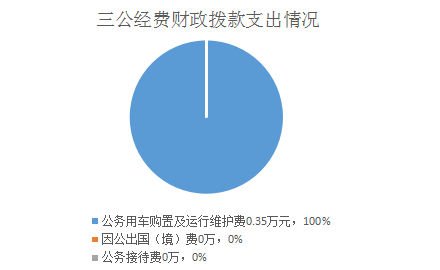 三公经费财政拨款支出情况
公务用车购置及运行维护费0.35万元，100%
因公出国（境）费0万，0%
公务接待费0万，0%